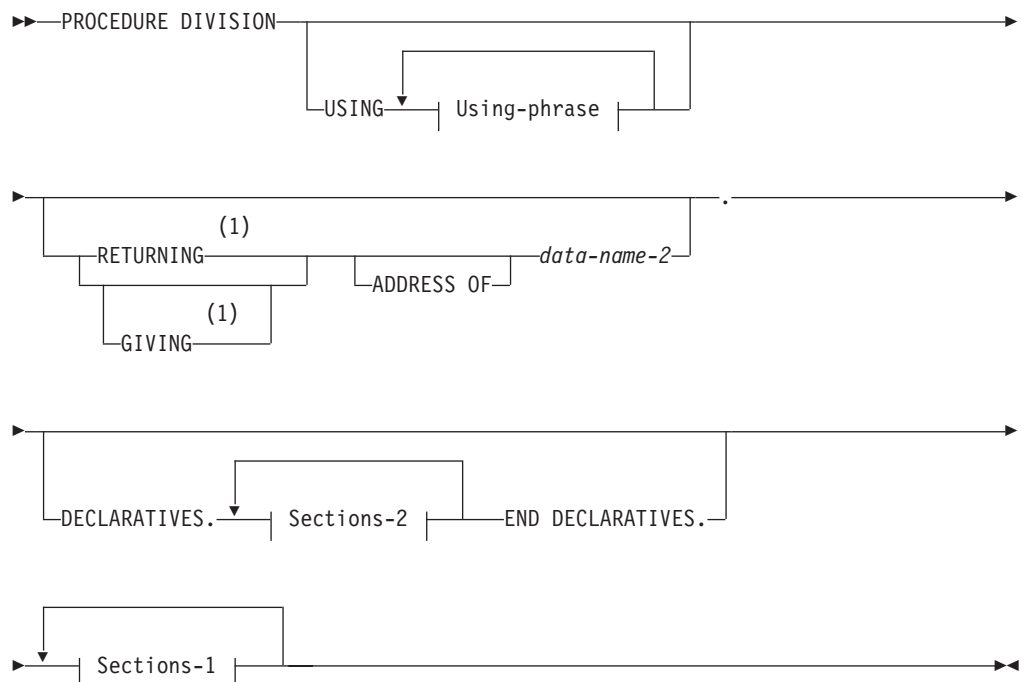 PROCEDURE DIVISION
USING Using-phrase
(1)
RETURNING data-name-2 .
ADDRESS OF
(1)
GIVING
DECLARATIVES. Sections-2 END DECLARATIVES.
Sections-1